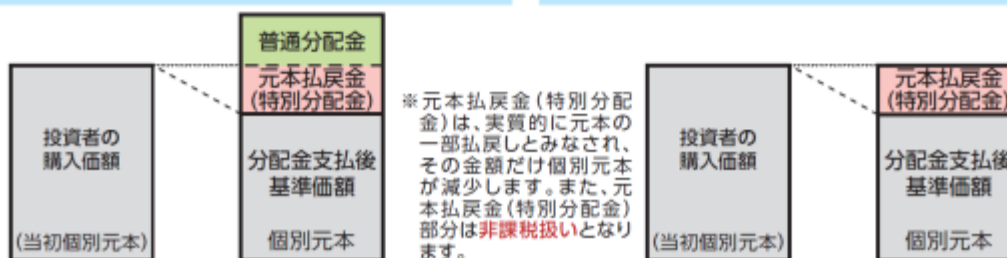 普通分配金
元本払戻金
(特別分配金)
投資者の
購入価額
(当初個別元本)
分配金支払後
基準価額
個別元本
※元本払戻金(特別分配
金)は、実質的に元本の
一部払戻しとみなされ、
その金額だけ個別元本
が減少します。また、元
本払戻金(特別分配金)
部分は非課税扱いとなり
ます。
投資者の
購入価額
(当初個別元本)
元本払戻金
(特別分配金)
分配金支払後
基準価額
個別元本